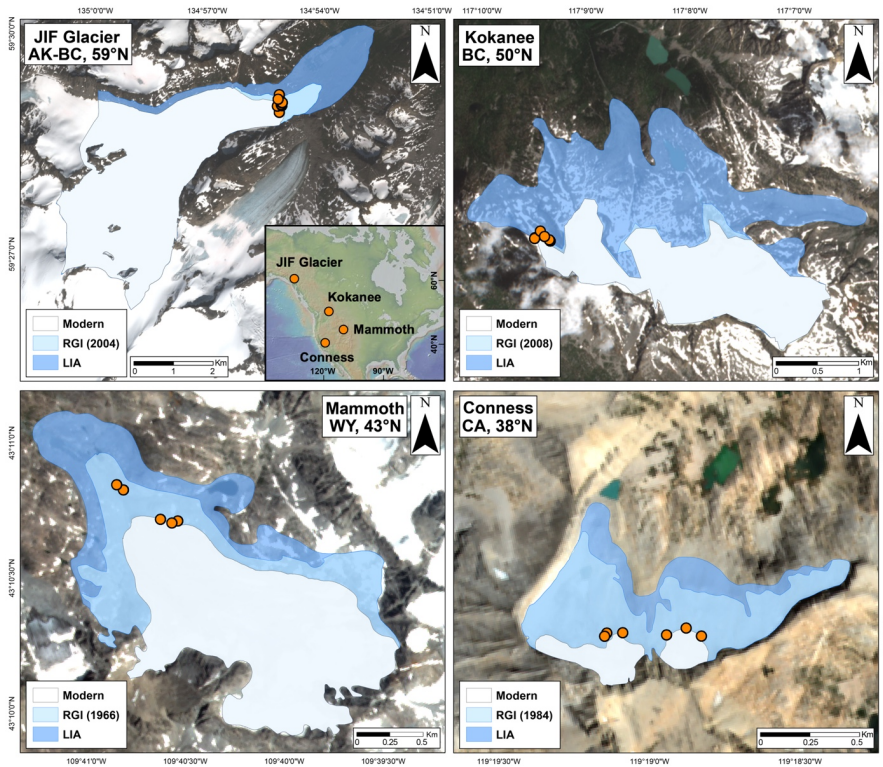 135°0'0"W 134°57'0"W 134°54'0"W 134°51'0"W
117°10'0"W 117°9'0"W 117°8'0"W 117°7'0"W
59°30'0"N
59°27'0"N
JIF Glacier
AK-BC, 59°N
N
Modern
RGI (2004)
LIA
0 1 2 Km
JIF Glacier
Kokanee
Mammoth
Conness
120°W 90°W
60°N
40°N
Kokanee
BC, 50°N
N
Modern
RGI (2008)
LIA
0 0.5 1 Km
43°11'0"N
43°10'30"N
43°10'0"N
Mammoth
WY, 43°N
N
Modern
RGI (1966)
LIA
0 0.25 0.5 Km
109°41'0"W 109°40'30"W 109°40'0"W 109°39'30"W
Conness
CA, 38°N
N
Modern
RGI (1984)
LIA
0 0.25 0.5 Km
119°19'30"W 119°19'0"W 119°18'30"W